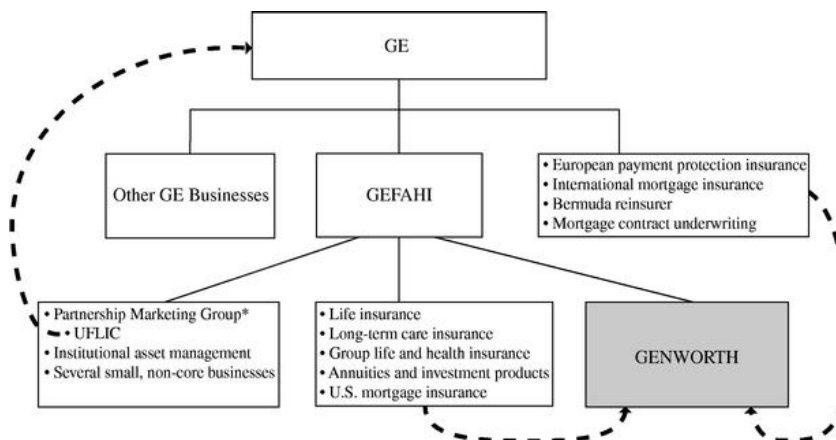 GE
Other GE Businesses
GEFAHI
• European payment protection insurance
• International mortgage insurance
• Bermuda reinsurer
• Mortgage contract underwriting
• Partnership Marketing Group*
• UFLIC
• Institutional asset management
• Several small, non-core businesses
• Life insurance
• Long-term care insurance
• Group life and health insurance
• Annuities and investment products
• U.S. mortgage insurance
GENWORTH